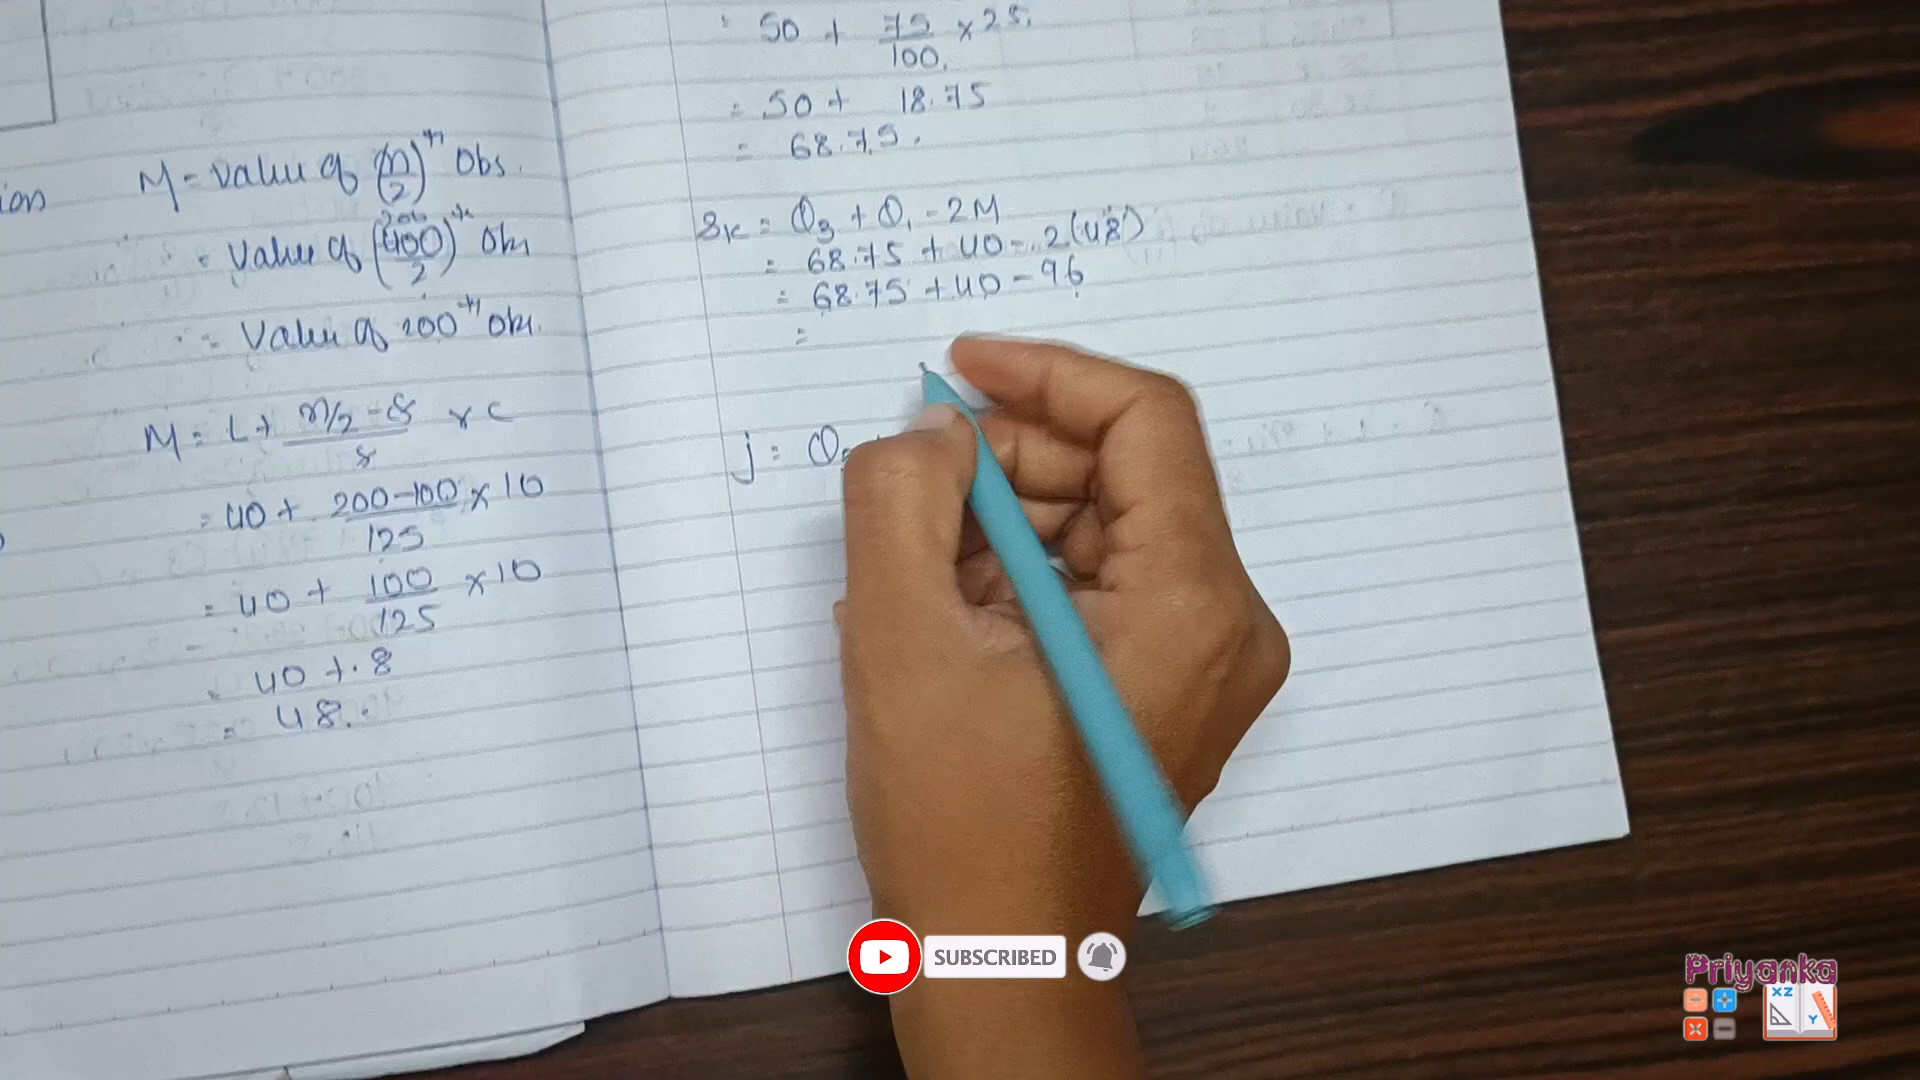 ion
M = Value of (n/2)th Obs.
= Value of (400/2)th Obs
= Value of 200th Obs.
M = L + n/2 - f/f × c
= 40 + 200-100/125 × 10
= 40 + 100/125 × 10
= 40 + 8
= 48.
50 + 75/100 × 25.
= 50 + 18.75
= 68.75.
Sk = Q3 + Q1 - 2M
= 68.75 + 40 - 2(48)
= 68.75 + 40 - 96
=
j = Q3
SUBSCRIBED
Priyanka
XZ
Y